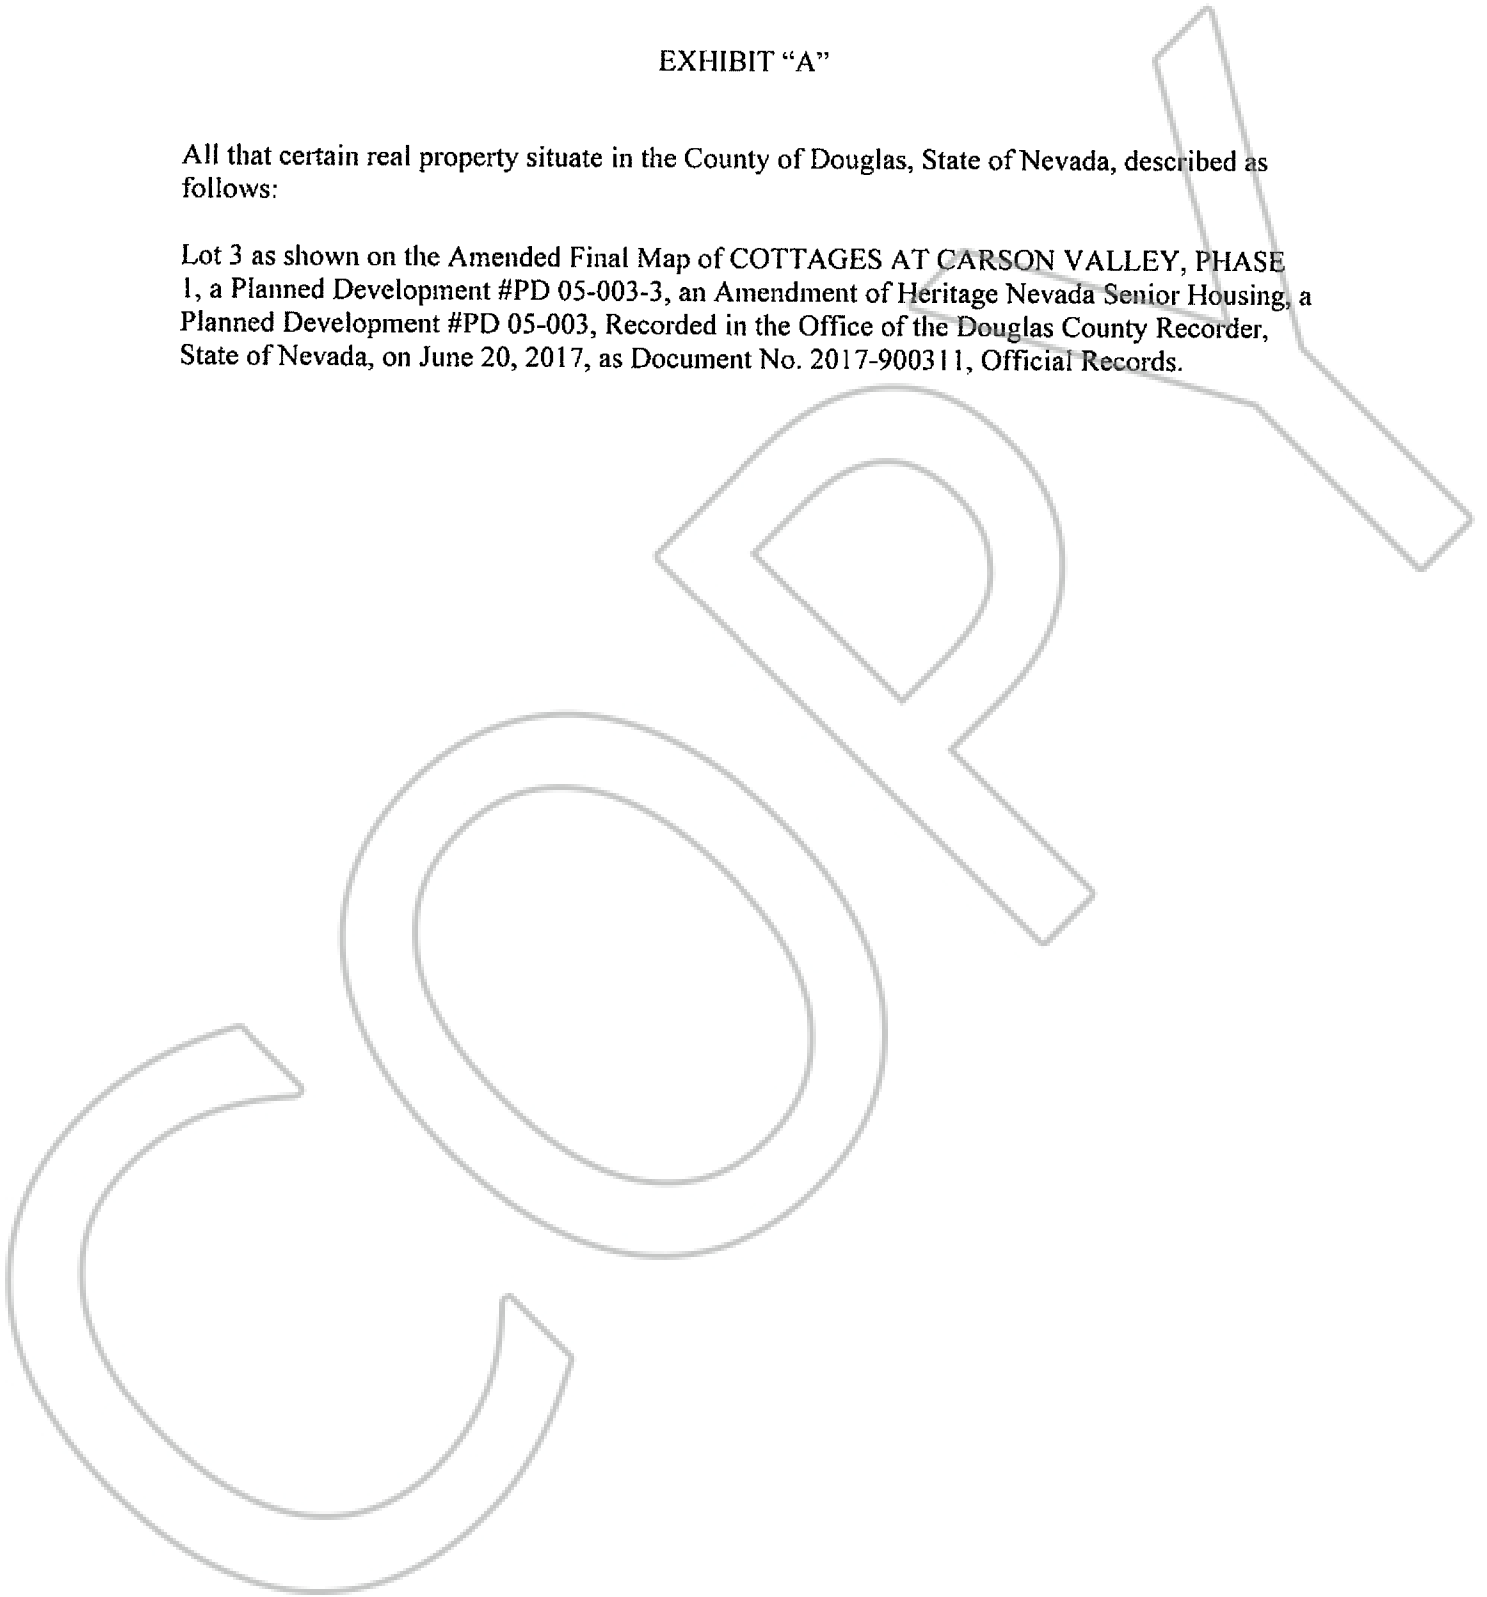 EXHIBIT “A”
All that certain real property situate in the County of Douglas, State of Nevada, described as
follows:
Lot 3 as shown on the Amended Final Map of COTTAGES AT CARSON VALLEY, PHASE
1, a Planned Development #PD 05-003-3, an Amendment of Heritage Nevada Senior Housing, a
Planned Development #PD 05-003, Recorded in the Office of the Douglas County Recorder,
State of Nevada, on June 20, 2017, as Document No. 2017-900311, Official Records.
COPY